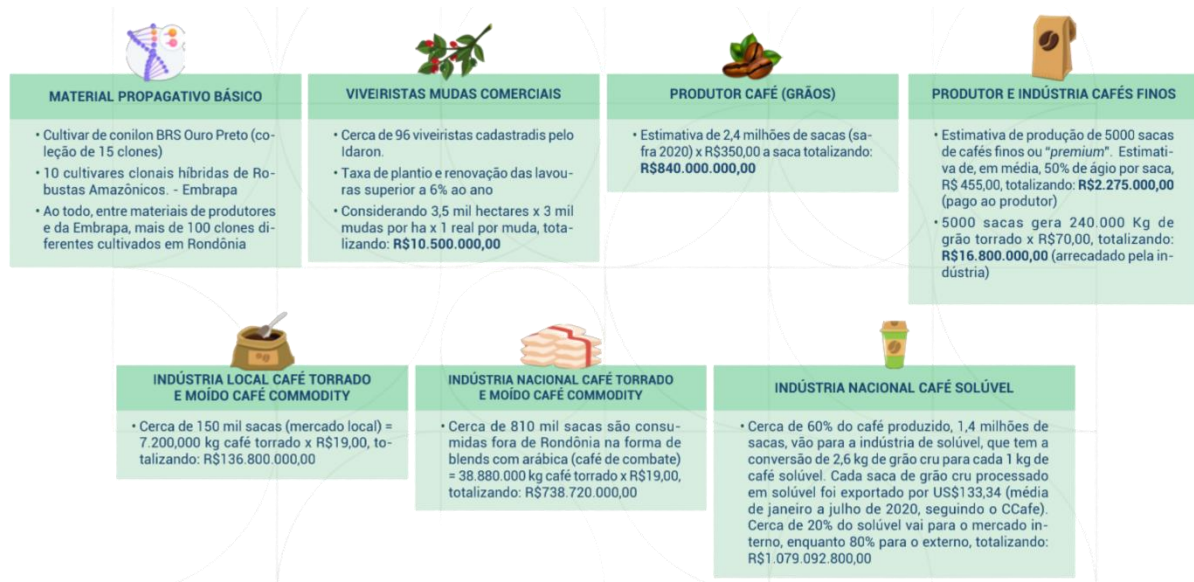 MATERIAL PROPAGATIVO BÁSICO
• Cultivar de conilon BRS Ouro Preto (co-
leção de 15 clones)
• 10 cultivares clonais híbridas de Ro-
bustas Amazônicos. - Embrapa
• Ao todo, entre materiais de produtores
e da Embrapa, mais de 100 clones di-
ferentes cultivados em Rondônia
VIVEIRISTAS MUDAS COMERCIAIS
• Cerca de 96 viveiristas cadastradis pelo
Idaron.
• Taxa de plantio e renovação das lavou-
ras superior a 6% ao ano
• Considerando 3,5 mil hectares x 3 mil
mudas por ha x 1 real por muda, tota-
lizando: R$10.500.000,00
PRODUTOR CAFÉ (GRÃOS)
• Estimativa de 2,4 milhões de sacas (sa-
fra 2020) x R$350,00 a saca totalizando:
R$840.000.000,00
PRODUTOR E INDÚSTRIA CAFÉS FINOS
• Estimativa de produção de 5000 sacas
de cafés finos ou “premium”. Estimati-
va de, em média, 50% de ágio por saca,
R$ 455,00, totalizando: R$2.275.000,00
(pago ao produtor)
• 5000 sacas gera 240.000 Kg de
grão torrado x R$70,00, totalizando:
R$16.800.000,00 (arrecadado pela in-
dústria)
INDÚSTRIA LOCAL CAFÉ TORRADO
E MOÍDO CAFÉ COMMODITY
• Cerca de 150 mil sacas (mercado local) =
7.200,000 kg café torrado x R$19,00, to-
talizando: R$136.800.000,00
INDÚSTRIA NACIONAL CAFÉ TORRADO
E MOÍDO CAFÉ COMMODITY
• Cerca de 810 mil sacas são consu-
midas fora de Rondônia na forma de
blends com arábica (café de combate)
= 38.880.000 kg café torrado x R$19,00,
totalizando: R$738.720.000,00
INDÚSTRIA NACIONAL CAFÉ SOLÚVEL
• Cerca de 60% do café produzido, 1,4 milhões de
sacas, vão para a indústria de solúvel, que tem a
conversão de 2,6 kg de grão cru para cada 1 kg de
café solúvel. Cada saca de grão cru processado
em solúvel foi exportado por US$133,34 (média
de janeiro a julho de 2020, seguindo o CCafe).
Cerca de 20% do solúvel vai para o mercado in-
terno, enquanto 80% para o externo, totalizando:
R$1.079.092.800,00